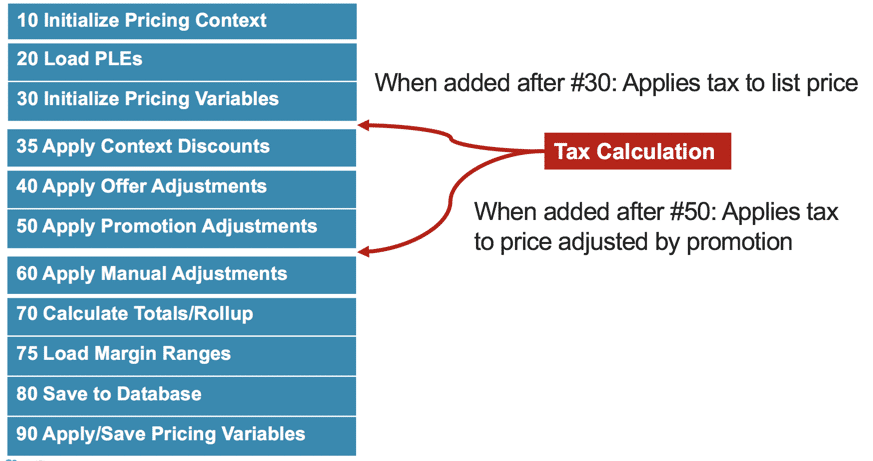 10 Initialize Pricing Context
20 Load PLEs
30 Initialize Pricing Variables
When added after #30: Applies tax to list price
35 Apply Context Discounts
Tax Calculation
40 Apply Offer Adjustments
50 Apply Promotion Adjustments
When added after #50: Applies tax
to price adjusted by promotion
60 Apply Manual Adjustments
70 Calculate Totals/Rollup
75 Load Margin Ranges
80 Save to Database
90 Apply/Save Pricing Variables